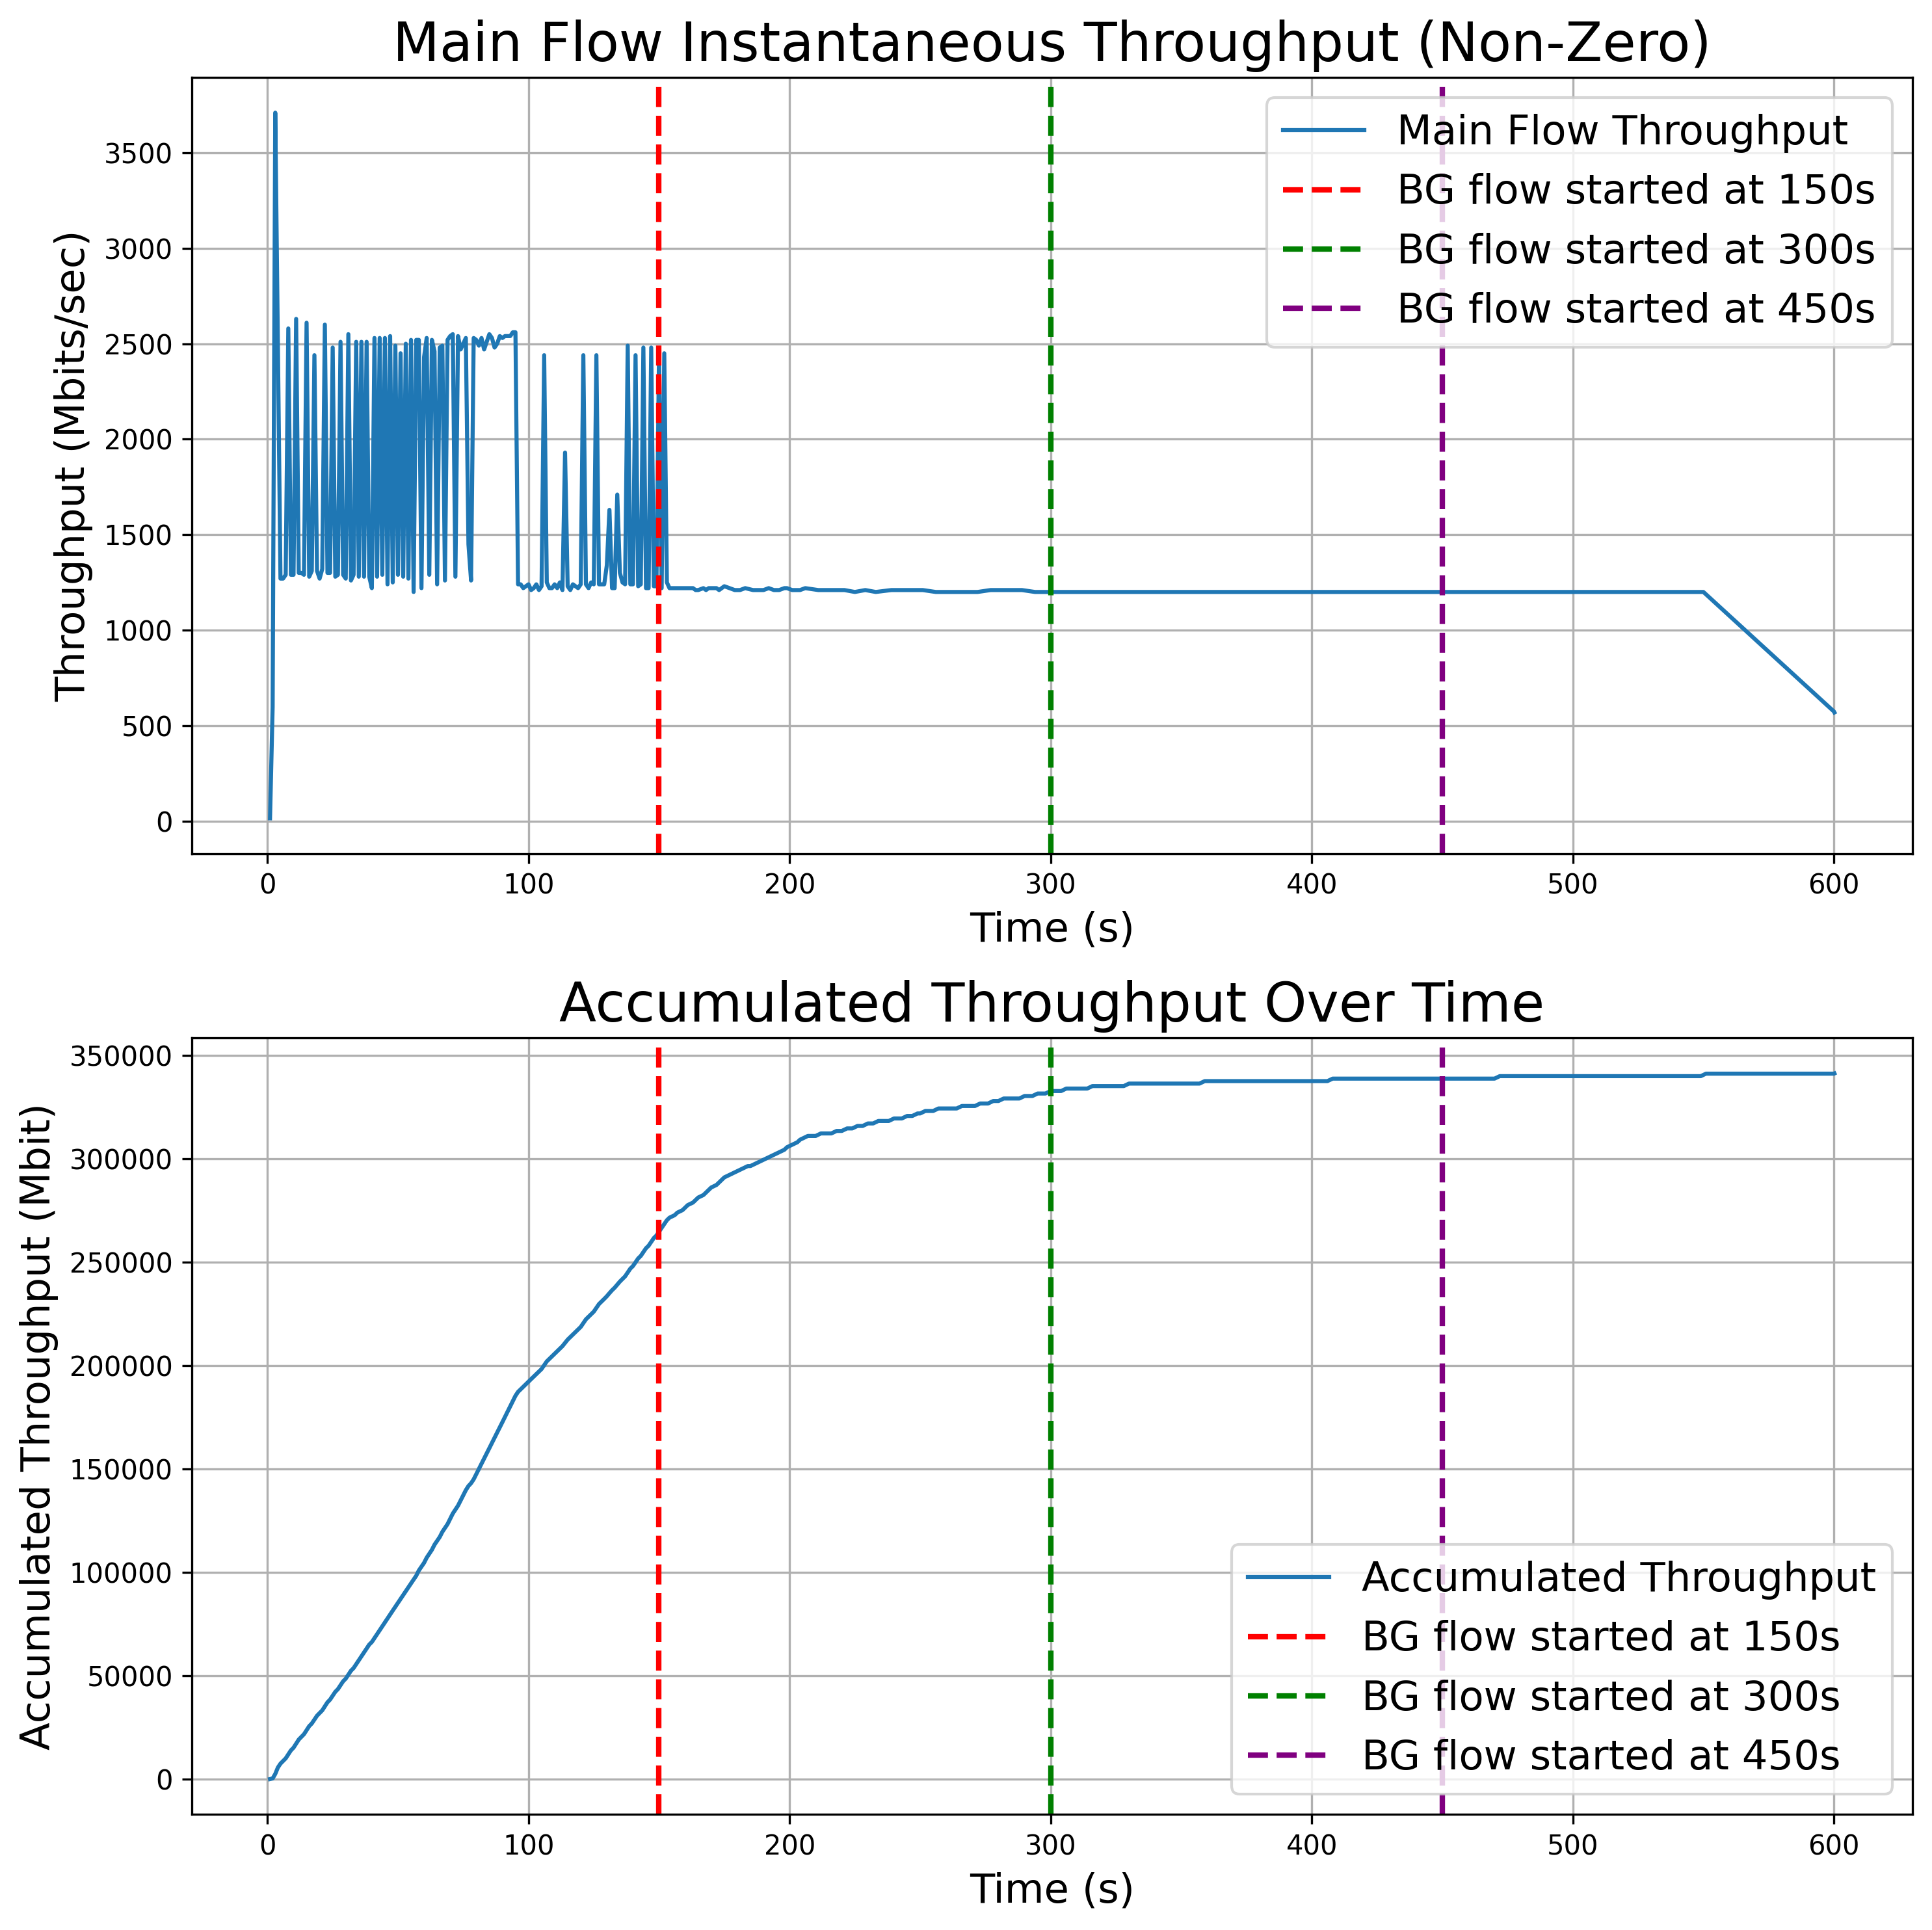 Main Flow Instantaneous Throughput (Non-Zero)
Throughput (Mbits/sec)
3500
3000
2500
2000
1500
1000
500
0
Main Flow Throughput
BG flow started at 150s
BG flow started at 300s
BG flow started at 450s
0 100 200 300 400 500 600
Time (s)
Accumulated Throughput Over Time
Accumulated Throughput (Mbit)
350000
300000
250000
200000
150000
100000
50000
0
Accumulated Throughput
BG flow started at 150s
BG flow started at 300s
BG flow started at 450s
0 100 200 300 400 500 600
Time (s)